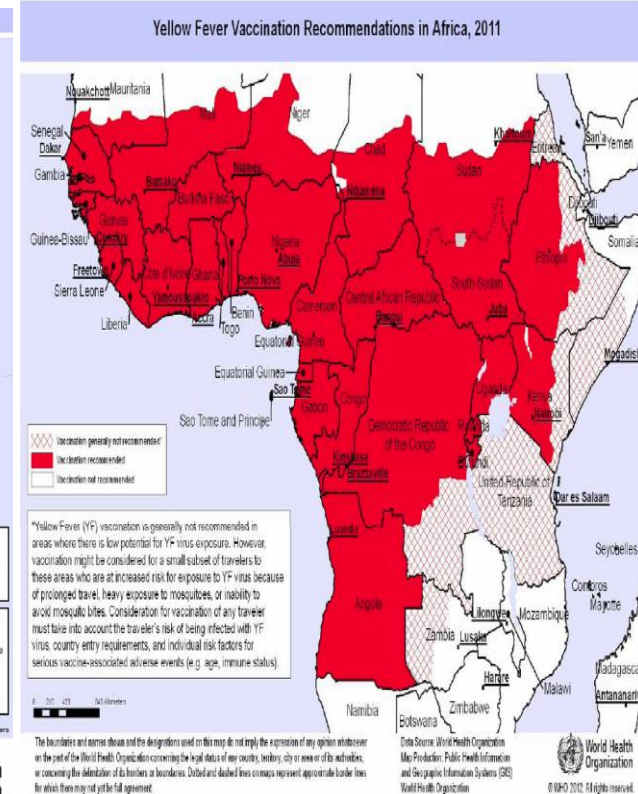 Yellow Fever Vaccination Recommendations in Africa, 2011
Nouakchott Mauritania
Mali
Niger
Khartoum
San'a Yemen
Eritrea
Senegal
Dakar
Chad
Sudan
Gambia
Bamako
Niamey
Ndjamena
Djibouti
Djibouti
Burkina Faso
Guinea
Guinea-Bissau
Conakry
Nigeria
Abuja
Ethiopia
Somalia
Freetown
Sierra Leone
Côte d'Ivoire
Ghana
Yamoussoukro
Porto Novo
Cameroon
Central African Republic
South Sudan
Juba
Liberia
Accra
Togo
Benin
Bangui
Equatorial Guinea
Mogadish
Equatorial Guinea
Sao Tome
Gabon
Congo
Uganda
Kenya
Nairobi
Sao Tome and Principe
Democratic Republic
of the Congo
Rwanda
Burundi
Kinshasa
Brazzaville
United Republic of
Tanzania
Dar es Salaam
Luanda
Seychelles
Angola
Comoros
Mayotte
Lilongwe
Mozambique
Zambia
Lusaka
Malawi
Harare
Madagasca
Antananari
Namibia
Zimbabwe
Botswana
Vaccination generally not recommended*
Vaccination recommended
Vaccination not recommended
*Yellow Fever (YF) vaccination is generally not recommended in
areas where there is low potential for YF virus exposure. However,
vaccination might be considered for a small subset of travelers to
these areas who are at increased risk for exposure to YF virus because
of prolonged travel, heavy exposure to mosquitoes, or inability to
avoid mosquito bites. Consideration for vaccination of any traveler
must take into account the traveler's risk of being infected with YF
virus, country entry requirements, and individual risk factors for
serious vaccine-associated adverse events (e.g. age, immune status).
The boundaries and names shown and the designations used on this map do not imply the expression of any opinion whatsoever
on the part of the World Health Organization concerning the legal status of any country, territory, city or area or of its authorities,
or concerning the delimitation of its frontiers or boundaries. Dotted and dashed lines on maps represent approximate border lines
for which there may not yet be full agreement.
Data Source: World Health Organization
Map Production: Public Health Information
and Geographic Information Systems (GIS)
World Health Organization
World Health
Organization
© WHO 2012. All rights reserved.